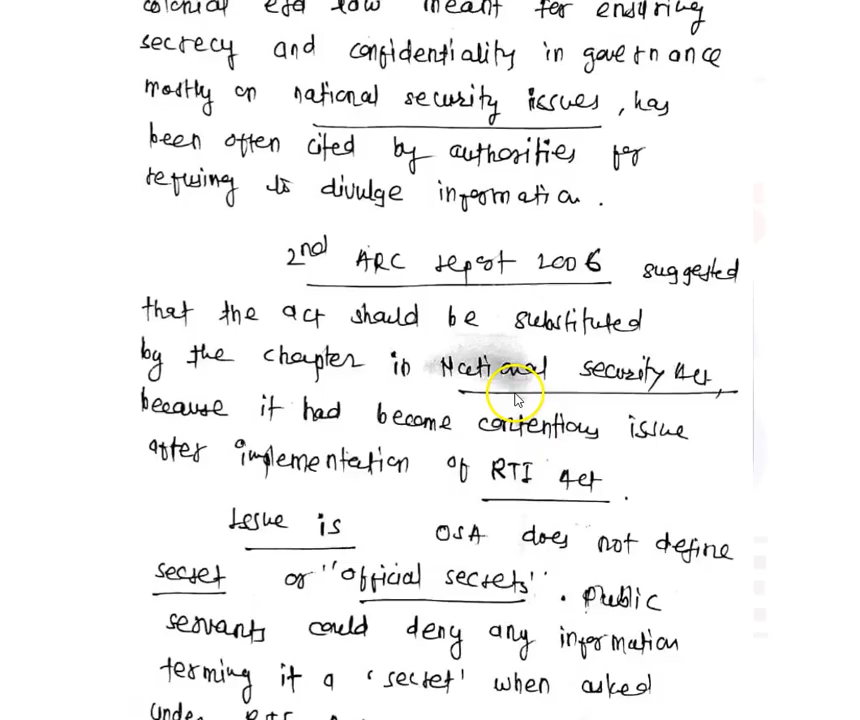 colonial era law meant for ensuring
secrecy and confidentiality in governance
mostly on national security issues, has
been often cited by authorities for
refusing to divulge information.
2nd ARC report 2006 suggested
that the act should be substituted
by the chapter in National security Act,
because it had become contentious issue
after implementation of RTI Act.
Issue is OSA does not define
secret or "official secrets". Public
servants could deny any information
terming it a 'secret' when asked
under RTI